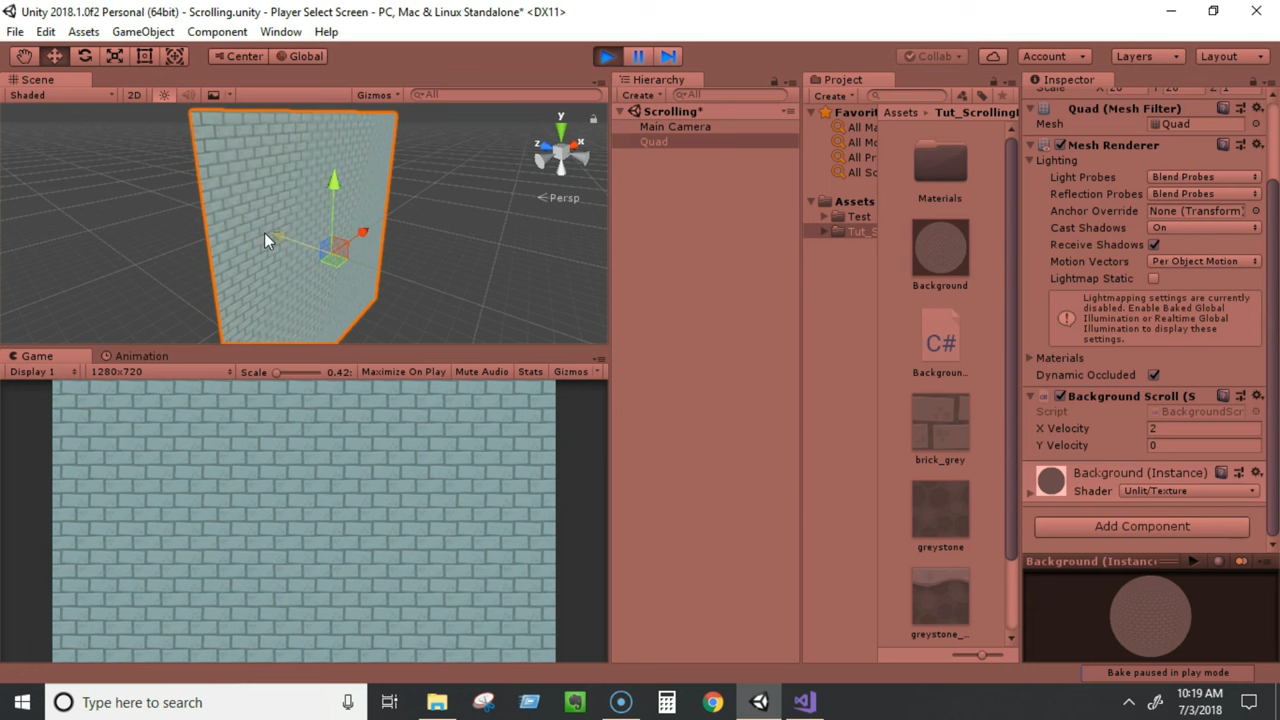 Unity 2018.1.0f2 Personal (64bit) - Scrolling.unity - Player Select Screen - PC, Mac & Linux Standalone* <DX11>
File Edit Assets GameObject Component Window Help
Center Global Collab Account Layers Layout
Scene
Shaded 2D Gizmos All
y
z x
Persp
Game Animation
Display 1 1280x720 Scale 0.42 Maximize On Play Mute Audio Stats Gizmos
Hierarchy
Create All
Scrolling*
Main Camera
Quad
Project
Create
Favorit
All Ma
All Mo
All Pr
All Sc
Assets
Test
Tut_S
Assets Tut_Scrolling
Materials
Background
C#
Backgroun...
brick_grey
greystone
greystone_...
Inspector
Quad (Mesh Filter)
Mesh Quad
Mesh Renderer
Lighting
Light Probes Blend Probes
Reflection Probes Blend Probes
Anchor Override None (Transform)
Cast Shadows On
Receive Shadows
Motion Vectors Per Object Motion
Lightmap Static
Lightmapping settings are currently
disabled. Enable Baked Global
Illumination or Realtime Global
Illumination to display these
settings.
Materials
Dynamic Occluded
Background Scroll (S
Script BackgroundScr
X Velocity 2
Y Velocity 0
Background (Instance)
Shader Unlit/Texture
Add Component
Background (Instanc
Bake paused in play mode
Type here to search
10:19 AM
7/3/2018